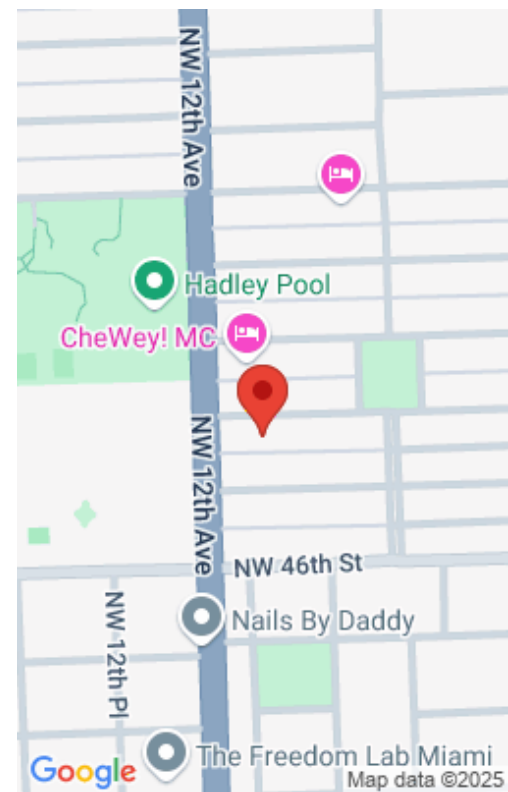 NW 12th Ave
Hadley Pool
CheWey! MC
NW 12th Ave
NW 46th St
NW 12th Pl
Nails By Daddy
The Freedom Lab Miami
Google
Map data ©2025